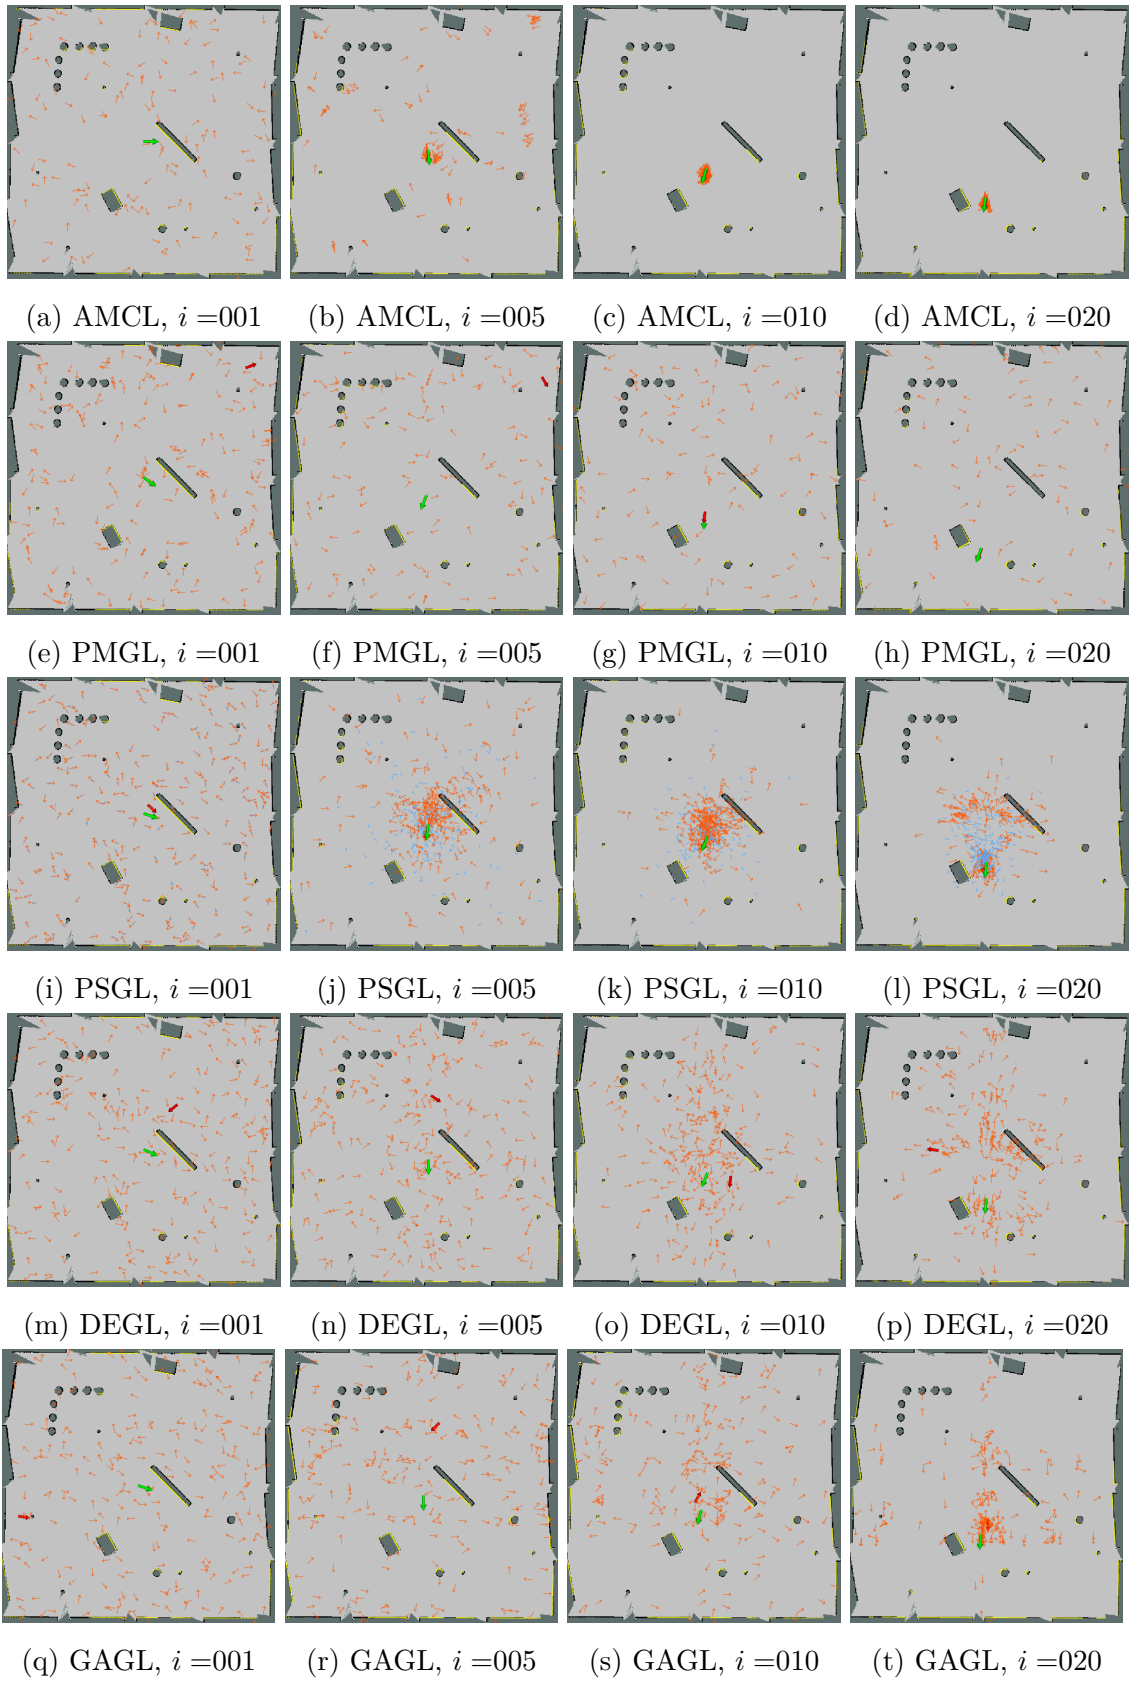 (a) AMCL, i =001 (b) AMCL, i =005 (c) AMCL, i =010 (d) AMCL, i =020
(e) PMGL, i =001 (f) PMGL, i =005 (g) PMGL, i =010 (h) PMGL, i =020
(i) PSGL, i =001 (j) PSGL, i =005 (k) PSGL, i =010 (l) PSGL, i =020
(m) DEGL, i =001 (n) DEGL, i =005 (o) DEGL, i =010 (p) DEGL, i =020
(q) GAGL, i =001 (r) GAGL, i =005 (s) GAGL, i =010 (t) GAGL, i =020